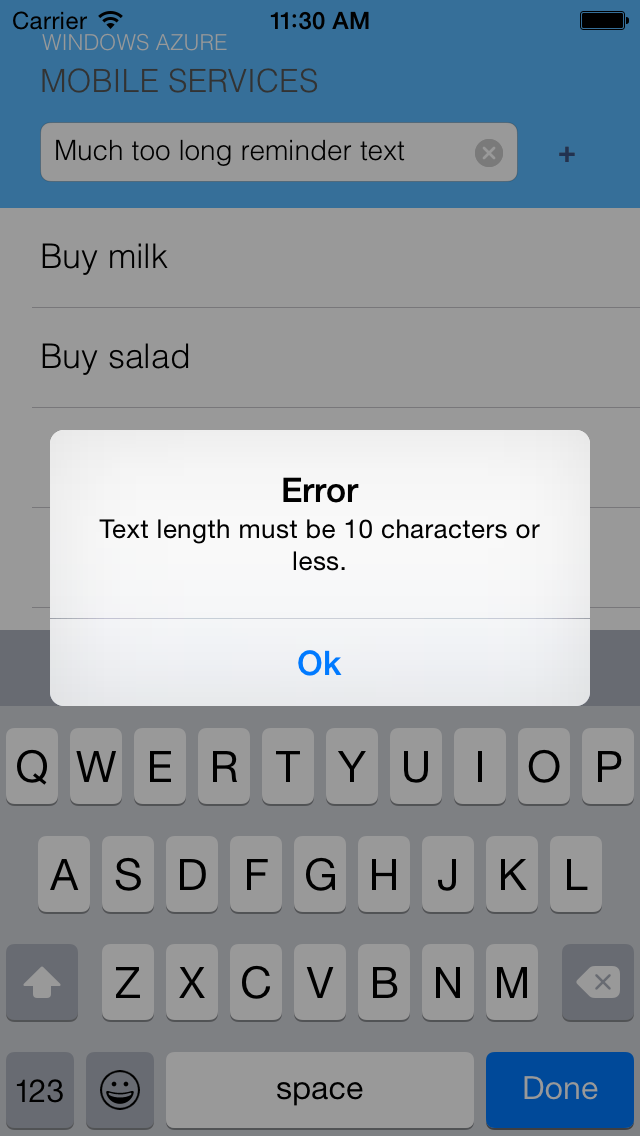 Carrier 11:30 AM
WINDOWS AZURE
MOBILE SERVICES
Much too long reminder text +
Buy milk
Buy salad
Error
Text length must be 10 characters or
less.
Ok
Q W E R T Y U I O P
A S D F G H J K L
Z X C V B N M
123 space Done